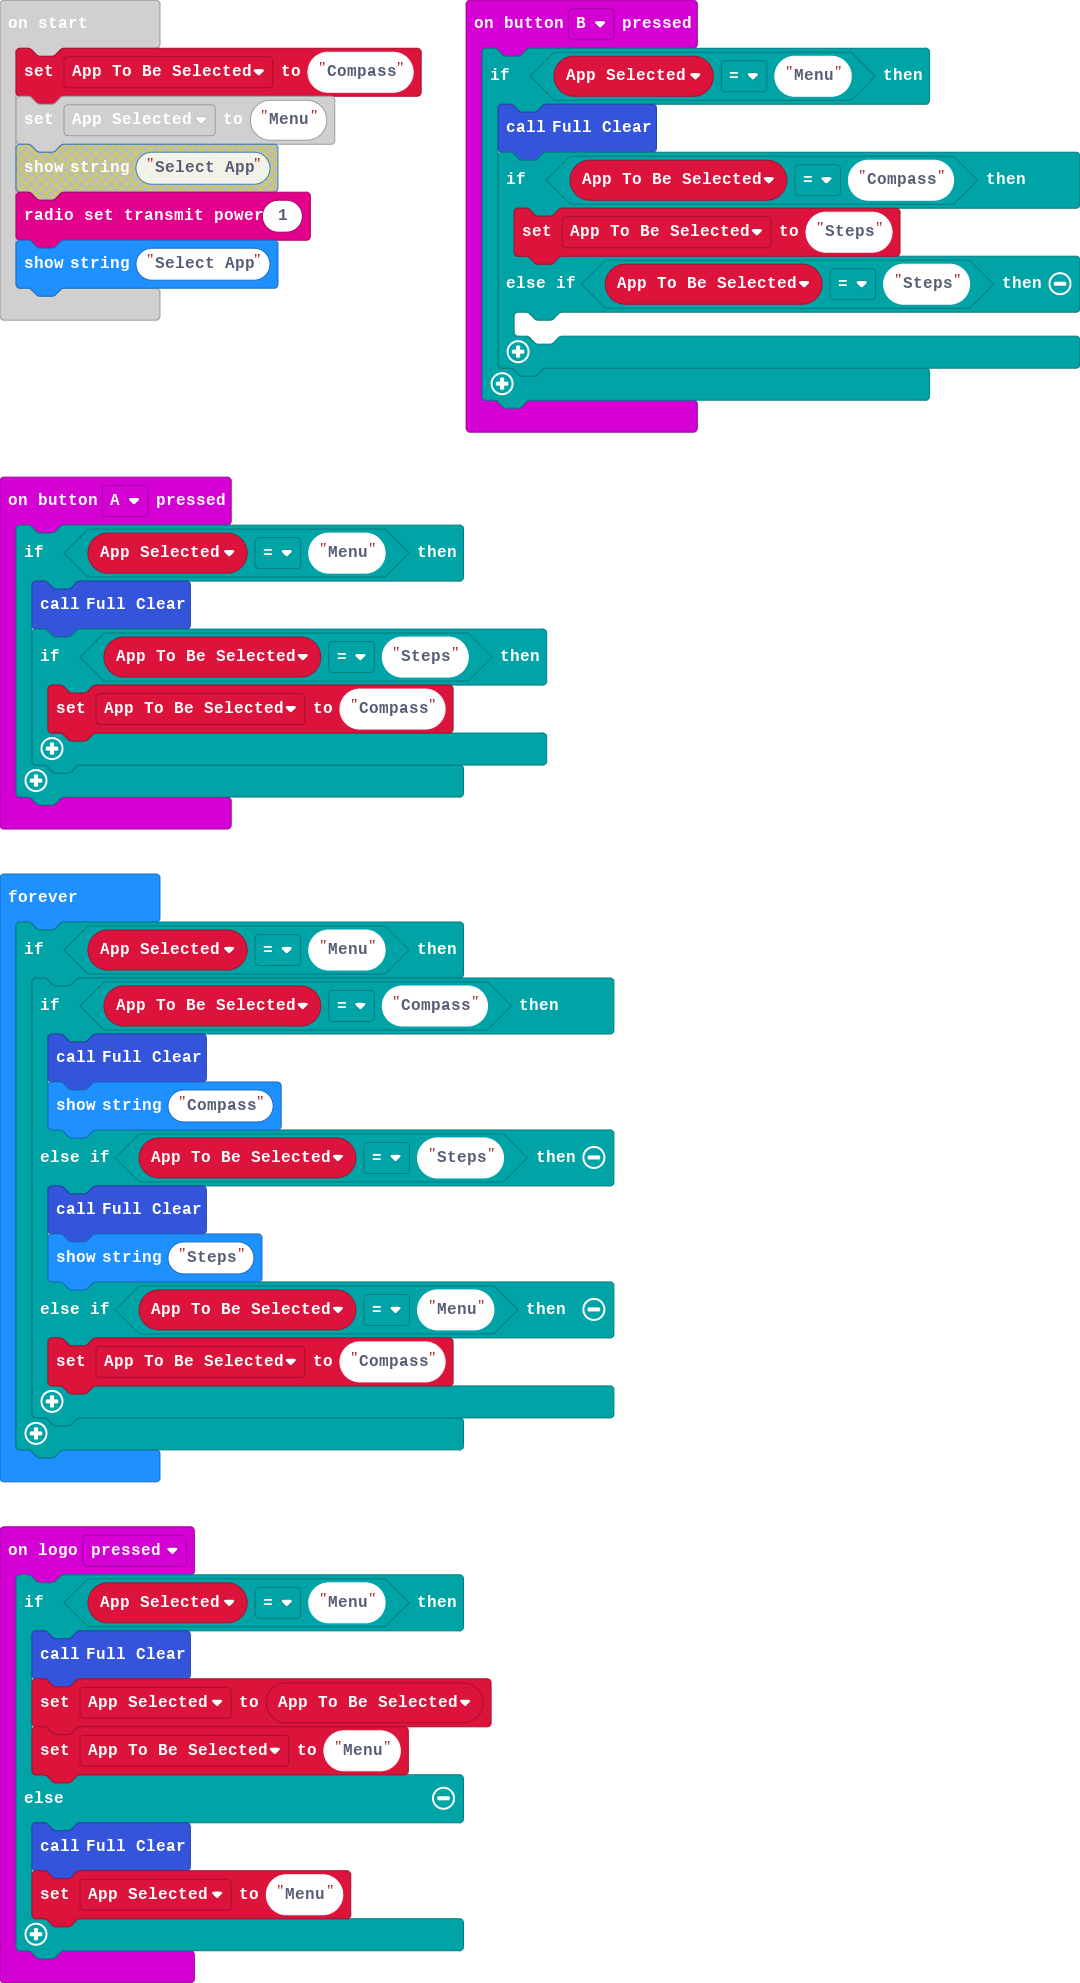 on start
set App To Be Selected to "Compass"
set App Selected to "Menu"
show string "Select App"
radio set transmit power 1
show string "Select App"
on button B pressed
if App Selected = "Menu" then
call Full Clear
if App To Be Selected = "Compass" then
set App To Be Selected to "Steps"
else if App To Be Selected = "Steps" then
on button A pressed
if App Selected = "Menu" then
call Full Clear
if App To Be Selected = "Steps" then
set App To Be Selected to "Compass"
forever
if App Selected = "Menu" then
if App To Be Selected = "Compass" then
call Full Clear
show string "Compass"
else if App To Be Selected = "Steps" then
call Full Clear
show string "Steps"
else if App To Be Selected = "Menu" then
set App To Be Selected to "Compass"
on logo pressed
if App Selected = "Menu" then
call Full Clear
set App Selected to App To Be Selected
set App To Be Selected to "Menu"
else
call Full Clear
set App Selected to "Menu"